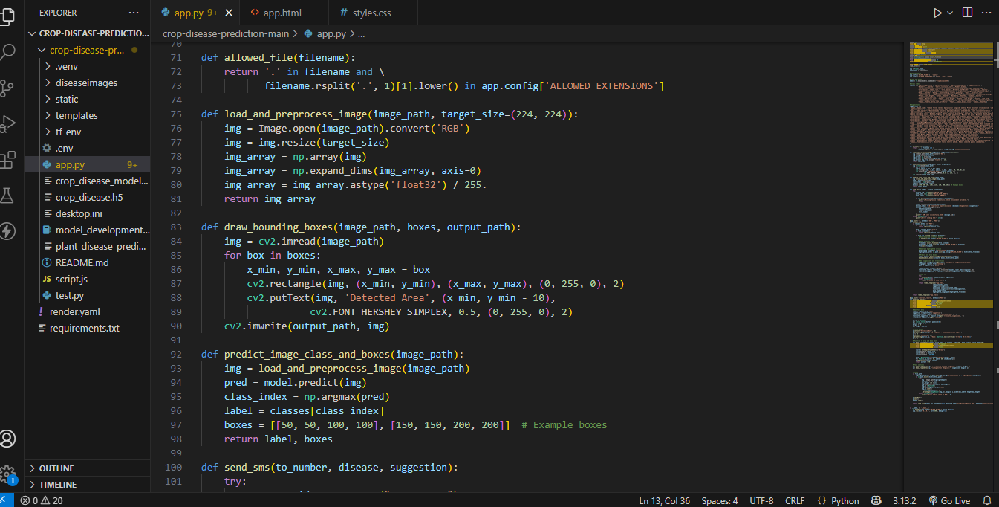 EXPLORER
CROP-DISEASE-PREDICTIO...
crop-disease-pr...
.venv
diseaseimages
static
templates
tf-env
.env
app.py 9+
crop_disease_model...
crop_disease.h5
desktop.ini
model_development...
plant_disease_predi...
README.md
JS script.js
test.py
render.yaml
requirements.txt
OUTLINE
TIMELINE
1
app.py 9+
app.html
styles.css
crop-disease-prediction-main > app.py > ...
70
71 def allowed_file(filename):
72 return '.' in filename and \
73 filename.rsplit('.', 1)[1].lower() in app.config['ALLOWED_EXTENSIONS']
74
75 def load_and_preprocess_image(image_path, target_size=(224, 224)):
76 img = Image.open(image_path).convert('RGB')
77 img = img.resize(target_size)
78 img_array = np.array(img)
79 img_array = np.expand_dims(img_array, axis=0)
80 img_array = img_array.astype('float32') / 255.
81 return img_array
82
83 def draw_bounding_boxes(image_path, boxes, output_path):
84 img = cv2.imread(image_path)
85 for box in boxes:
86 x_min, y_min, x_max, y_max = box
87 cv2.rectangle(img, (x_min, y_min), (x_max, y_max), (0, 255, 0), 2)
88 cv2.putText(img, 'Detected Area', (x_min, y_min - 10),
89 cv2.FONT_HERSHEY_SIMPLEX, 0.5, (0, 255, 0), 2)
90 cv2.imwrite(output_path, img)
91
92 def predict_image_class_and_boxes(image_path):
93 img = load_and_preprocess_image(image_path)
94 pred = model.predict(img)
95 class_index = np.argmax(pred)
96 label = classes[class_index]
97 boxes = [[50, 50, 100, 100], [150, 150, 200, 200]]  # Example boxes
98 return label, boxes
99
100 def send_sms(to_number, disease, suggestion):
101 try:
0 20
Ln 13, Col 36
Spaces: 4
UTF-8
CRLF
{} Python
3.13.2
Go Live